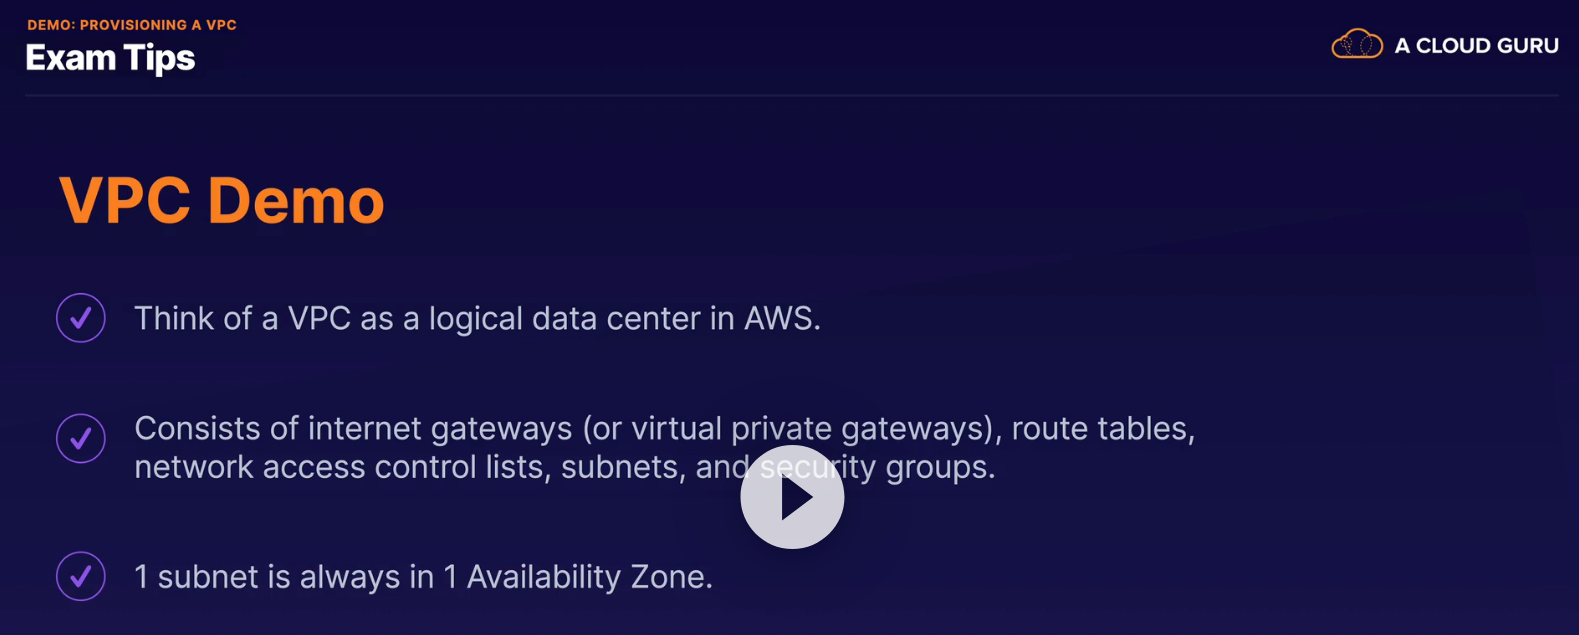 DEMO: PROVISIONING A VPC
Exam Tips
A CLOUD GURU
VPC Demo
Think of a VPC as a logical data center in AWS.
Consists of internet gateways (or virtual private gateways), route tables,
network access control lists, subnets, and security groups.
1 subnet is always in 1 Availability Zone.